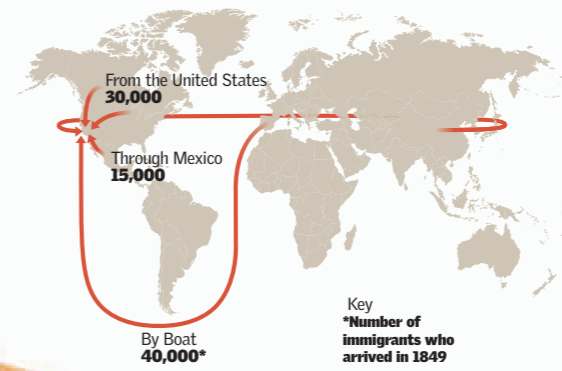 From the United States
30,000
Through Mexico
15,000
By Boat
40,000*
Key
*Number of
immigrants who
arrived in 1849